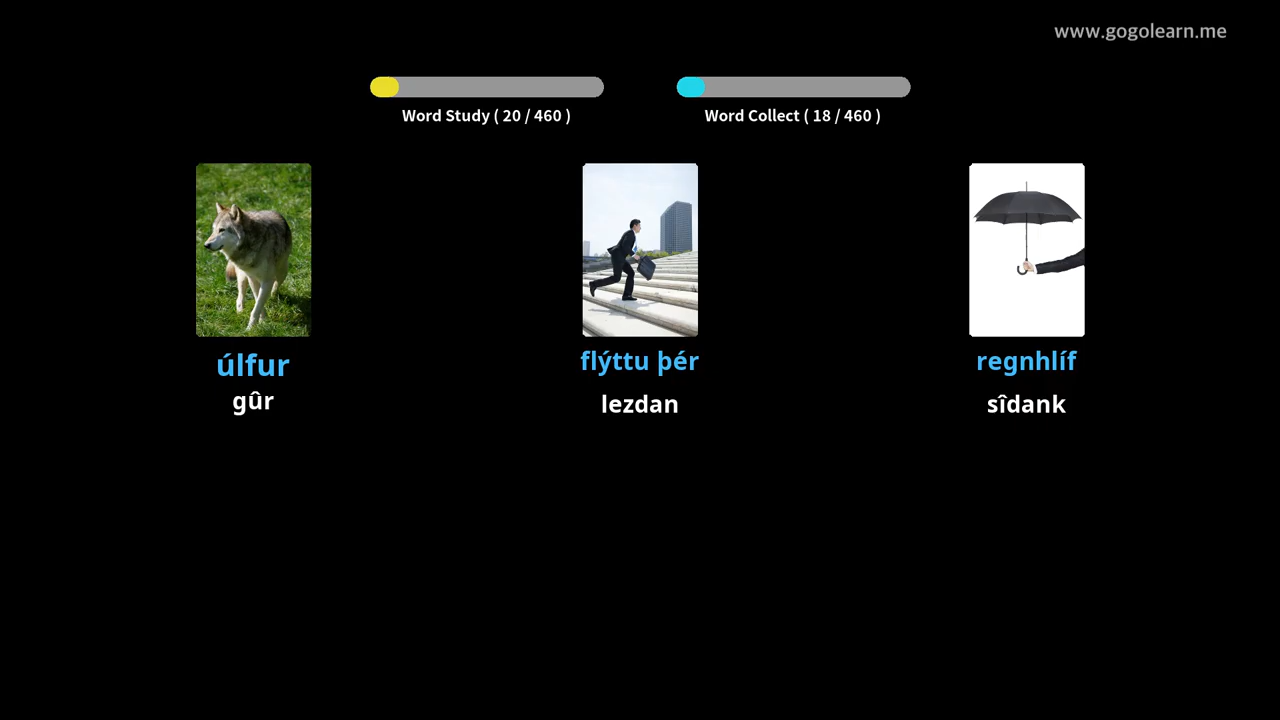 www.gogolearn.me
Word Study ( 20 / 460 )
Word Collect ( 18 / 460 )
úlfur
gûr
flýttu þér
lezdan
regnhlíf
sîdank